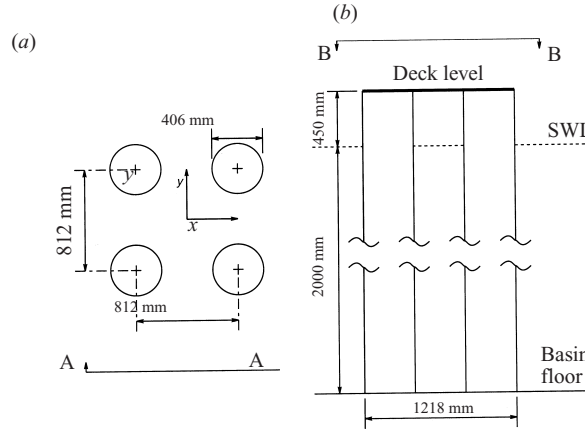 (a)
406 mm
y
y
x
812 mm
812 mm
A
A
(b)
B
B
Deck level
450 mm
SWL
2000 mm
Basin
floor
1218 mm